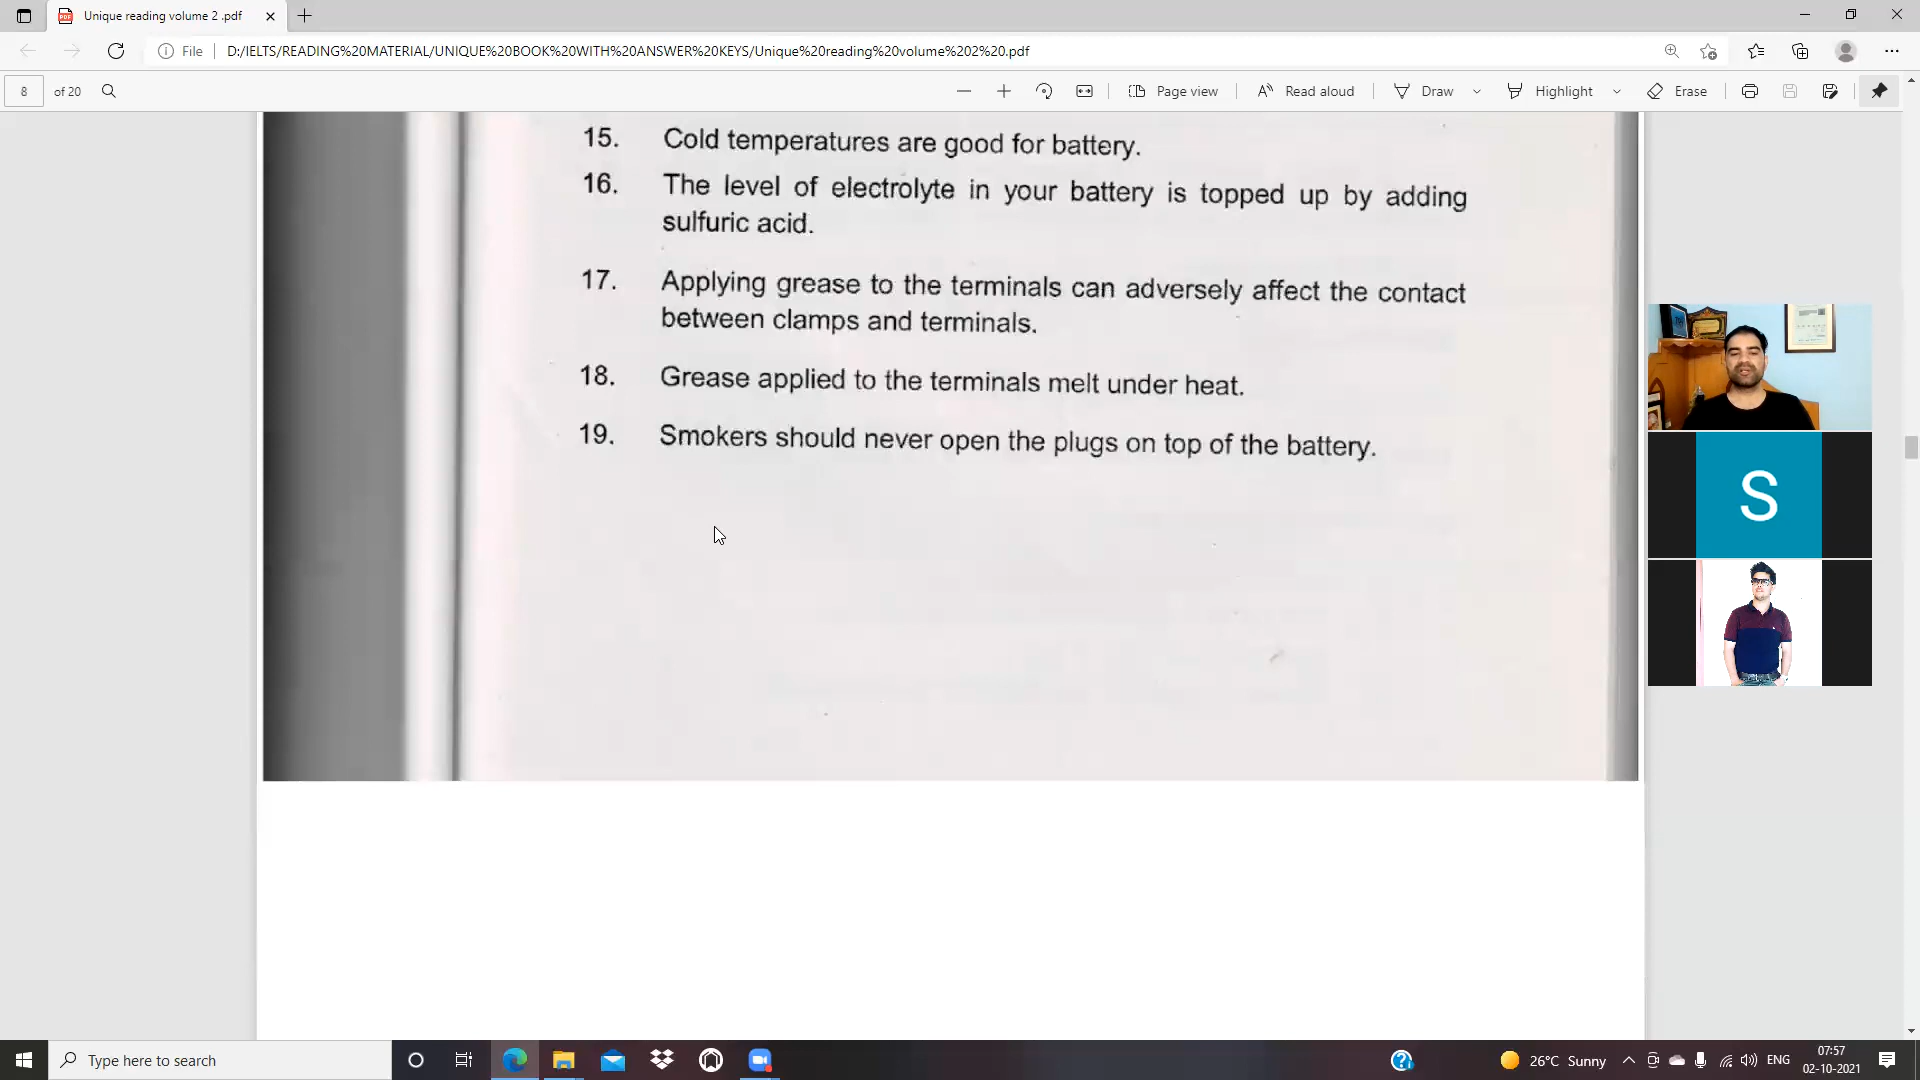 Unique reading volume 2 .pdf
File
D:/IELTS/READING%20MATERIAL/UNIQUE%20BOOK%20WITH%20ANSWER%20KEYS/Unique%20reading%20volume%202%20.pdf
8 of 20
Page view
Read aloud
Draw
Highlight
Erase
15. Cold temperatures are good for battery.
16. The level of electrolyte in your battery is topped up by adding
sulfuric acid.
17. Applying grease to the terminals can adversely affect the contact
between clamps and terminals.
18. Grease applied to the terminals melt under heat.
19. Smokers should never open the plugs on top of the battery.
S
Type here to search
26°C Sunny
ENG
07:57
02-10-2021